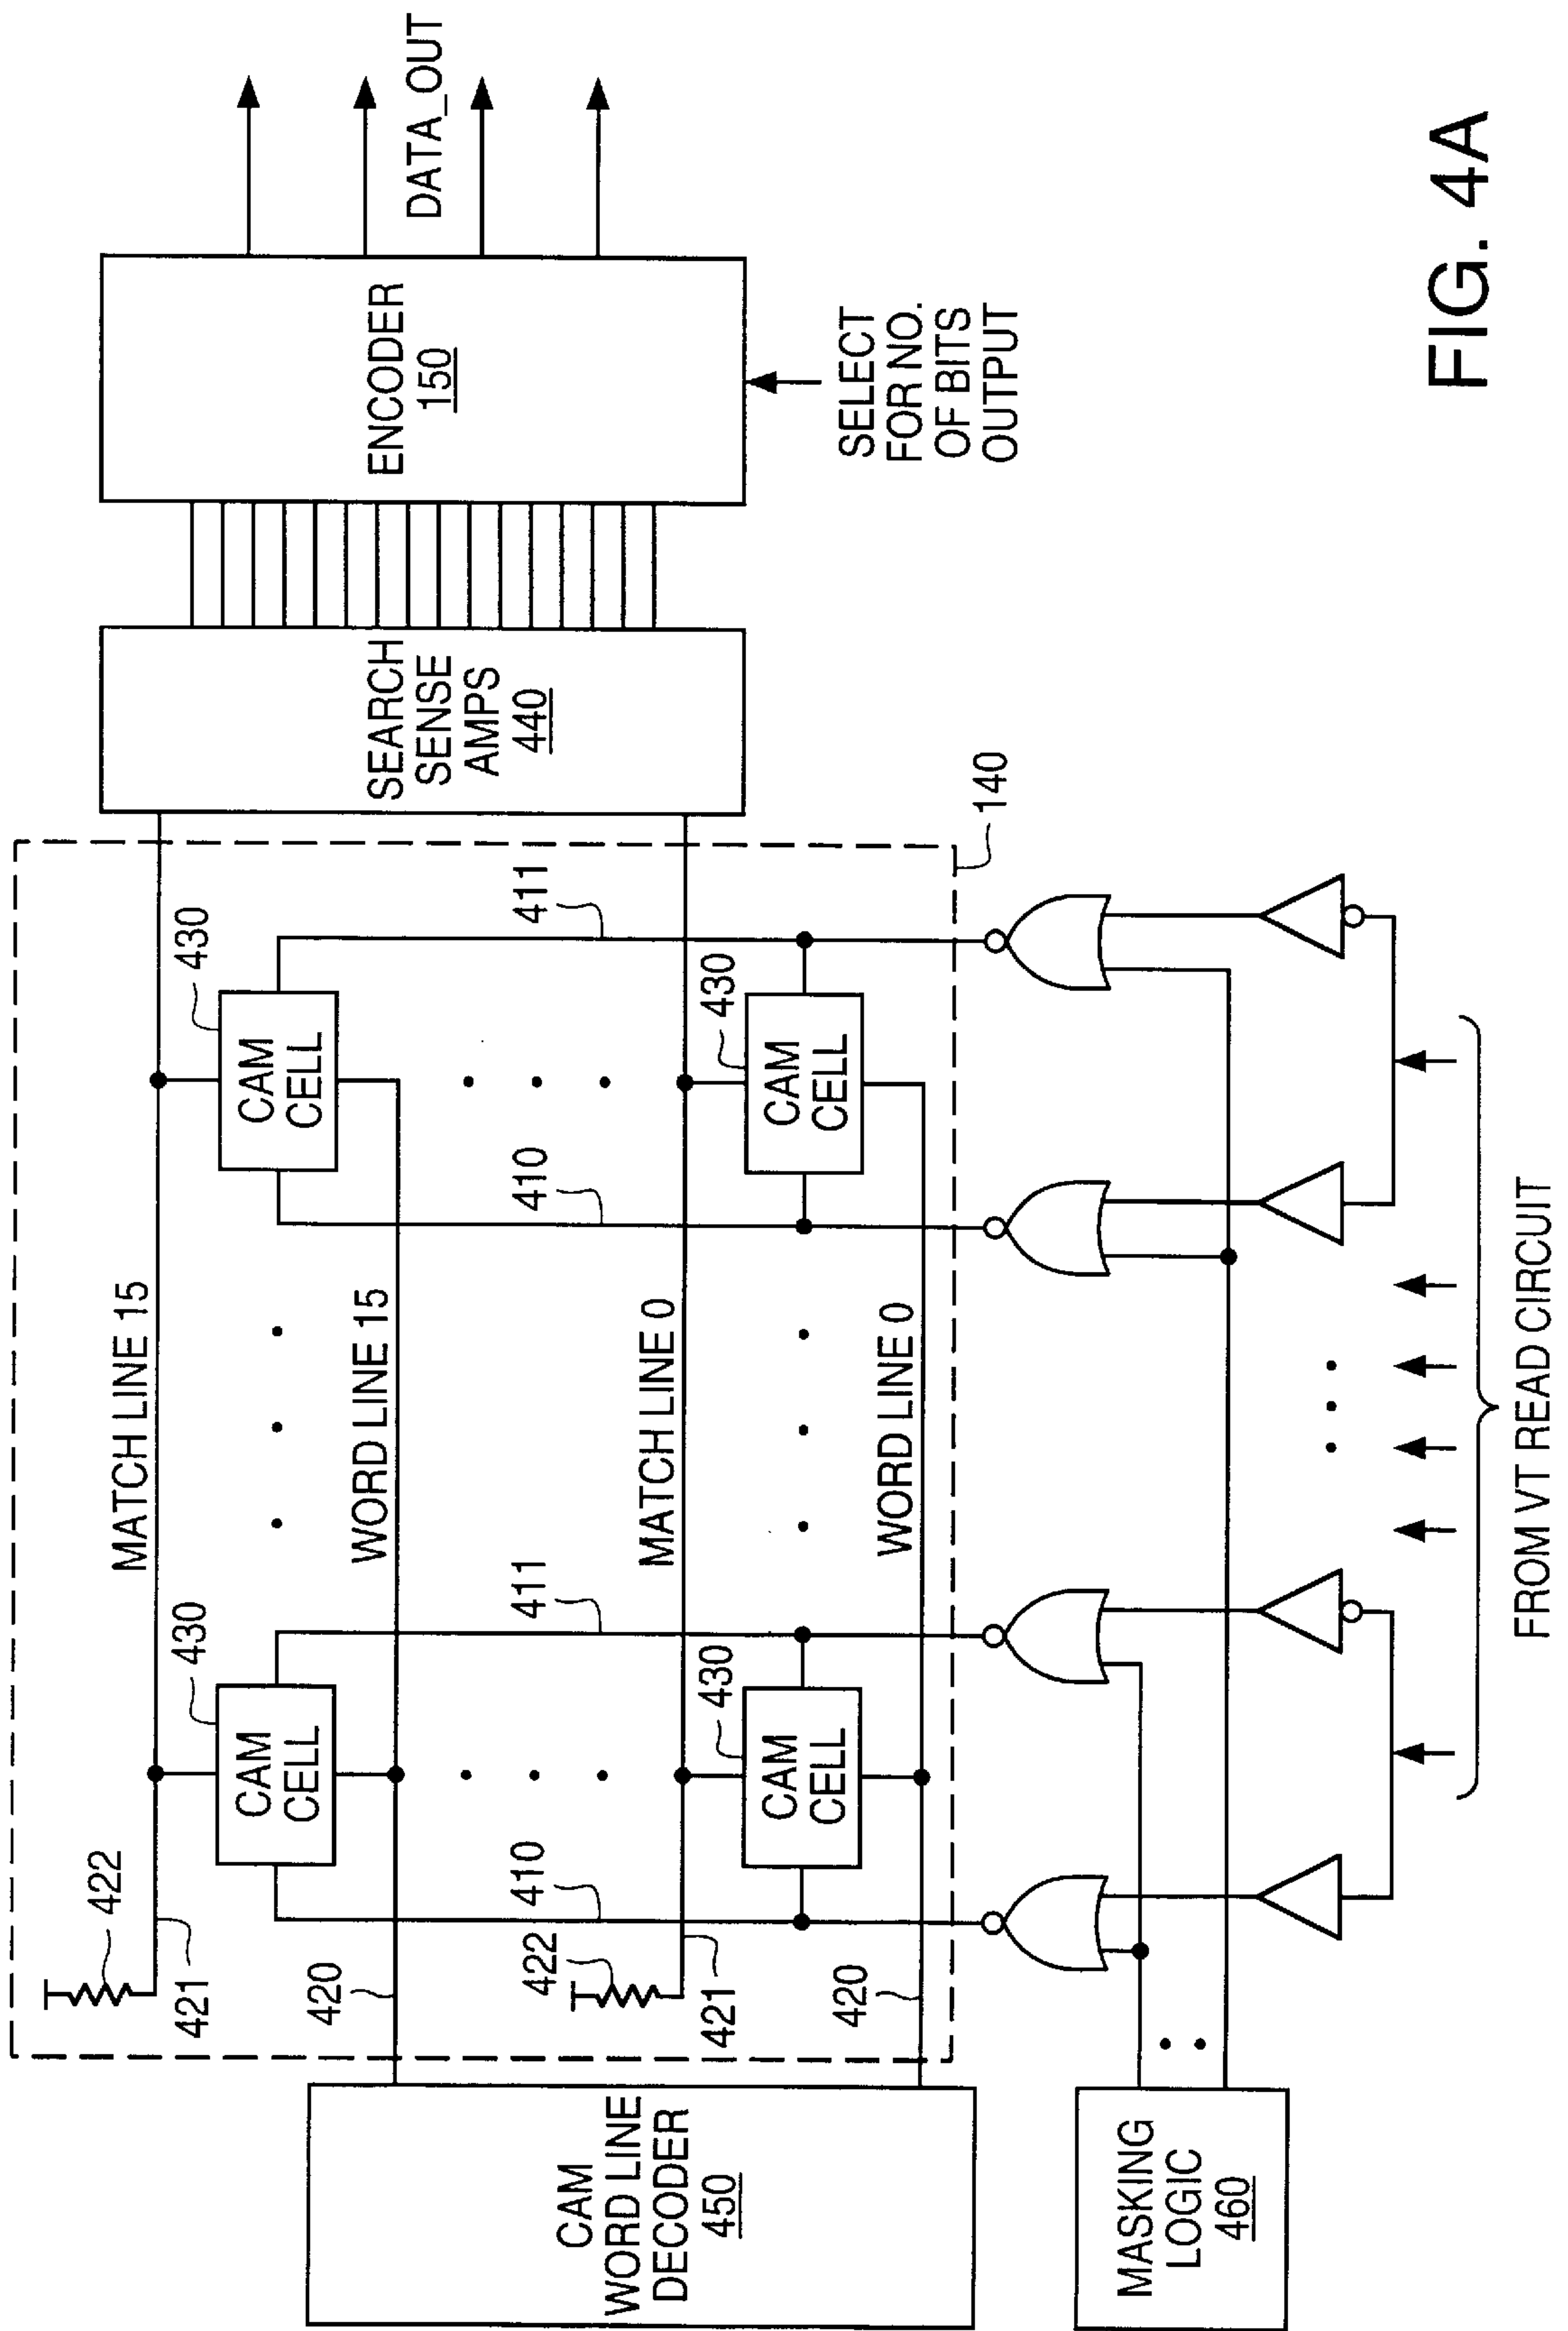 422
421
MATCH LINE 15
430
CAM
CELL
430
CAM
CELL
420
WORD LINE 15
410
411
410
411
422
421
MATCH LINE 0
430
CAM
CELL
430
CAM
CELL
420
WORD LINE 0
140
CAM
WORD LINE
DECODER
450
SEARCH
SENSE
AMPS
440
ENCODER
150
DATA_OUT
SELECT
FOR NO.
OF BITS
OUTPUT
MASKING
LOGIC
460
FROM VT READ CIRCUIT
FIG. 4A